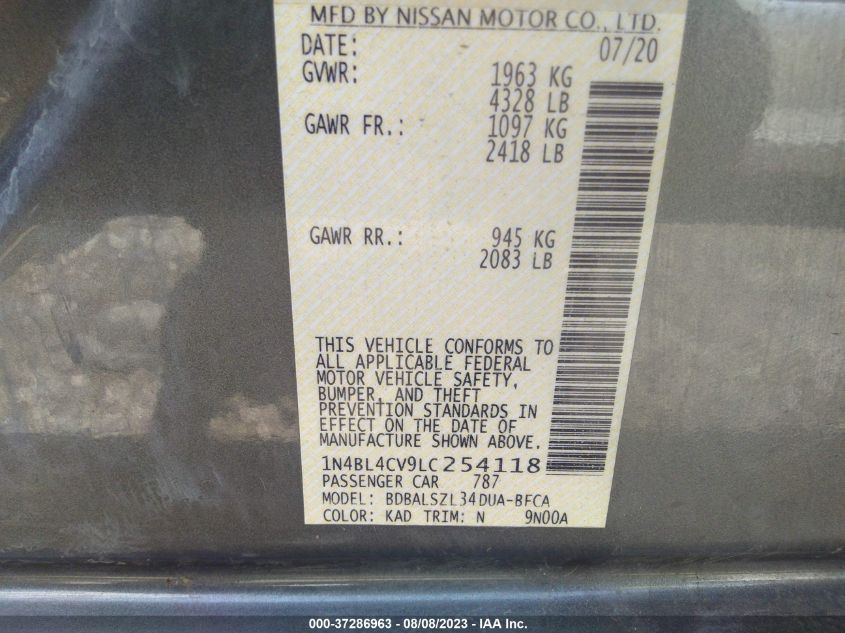 MFD BY NISSAN MOTOR CO., LTD.
DATE: 07/20
GVWR: 1963 KG
4328 LB
GAWR FR.: 1097 KG
2418 LB
GAWR RR.: 945 KG
2083 LB
THIS VEHICLE CONFORMS TO
ALL APPLICABLE FEDERAL
MOTOR VEHICLE SAFETY,
BUMPER, AND THEFT
PREVENTION STANDARDS IN
EFFECT ON THE DATE OF
MANUFACTURE SHOWN ABOVE.
1N4BL4CV9LC254118
PASSENGER CAR 787
MODEL: BDBALSZL34DUA-BFCA
COLOR: KAD TRIM: N 9N00A
000-37286963 - 08/08/2023 - IAA Inc.